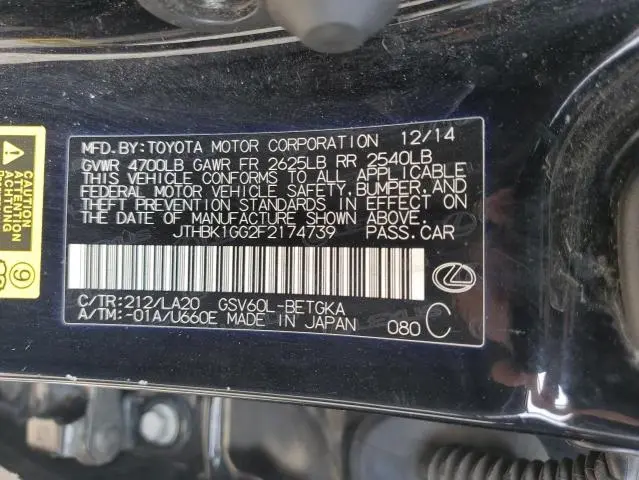 MFD.BY:TOYOTA MOTOR CORPORATION 12/14
GVWR 4700LB GAWR FR 2625LB RR 2540LB
THIS VEHICLE CONFORMS TO ALL APPLICABLE
FEDERAL MOTOR VEHICLE SAFETY, BUMPER, AND
THEFT PREVENTION STANDARDS IN EFFECT ON
THE DATE OF MANUFACTURE SHOWN ABOVE.
JTHBK1GG2F2174739 PASS.CAR
C/TR:212/LA20 GSV60L-BETGKA
A/TM:-01A/U660E MADE IN JAPAN 080 C
9